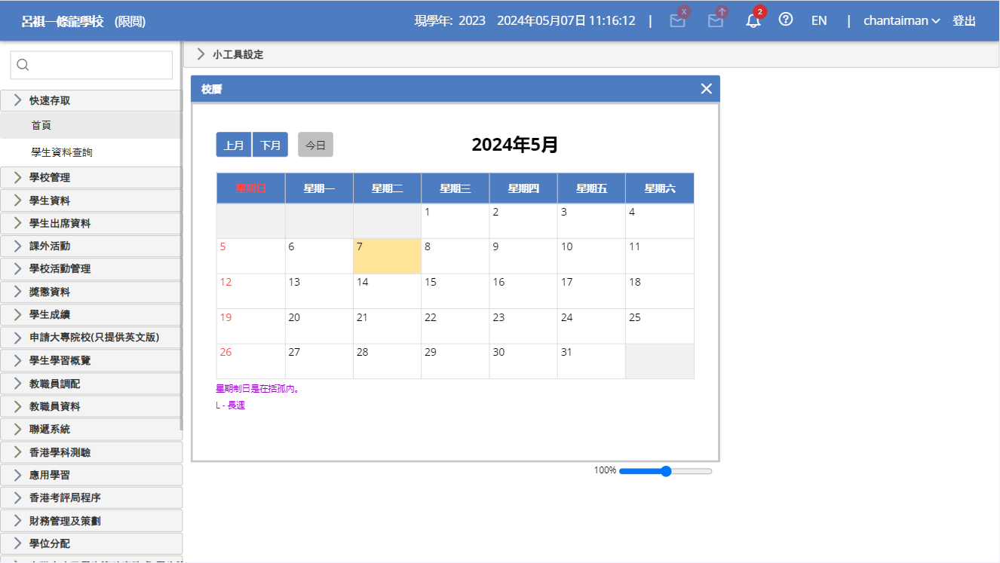 呂祺一條龍學校 (限閱)
現學年: 2023 2024年05月07日 11:16:12 | x 2 EN | chantaiman 登出
小工具設定
校曆
快速存取
首頁
學生資料查詢
學校管理
學生資料
學生出席資料
課外活動
學校活動管理
獎懲資料
學生成績
申請大專院校(只提供英文版)
學生學習概覽
教職員調配
教職員資料
聯遞系統
香港學科測驗
應用學習
香港考評局程序
財務管理及策劃
學位分配
上月 下月 今日 2024年5月
星期日 星期一 星期二 星期三 星期四 星期五 星期六
1 2 3 4
5 6 7 8 9 10 11
12 13 14 15 16 17 18
19 20 21 22 23 24 25
26 27 28 29 30 31
星期制日是在括孤內。
L - 長週
100%